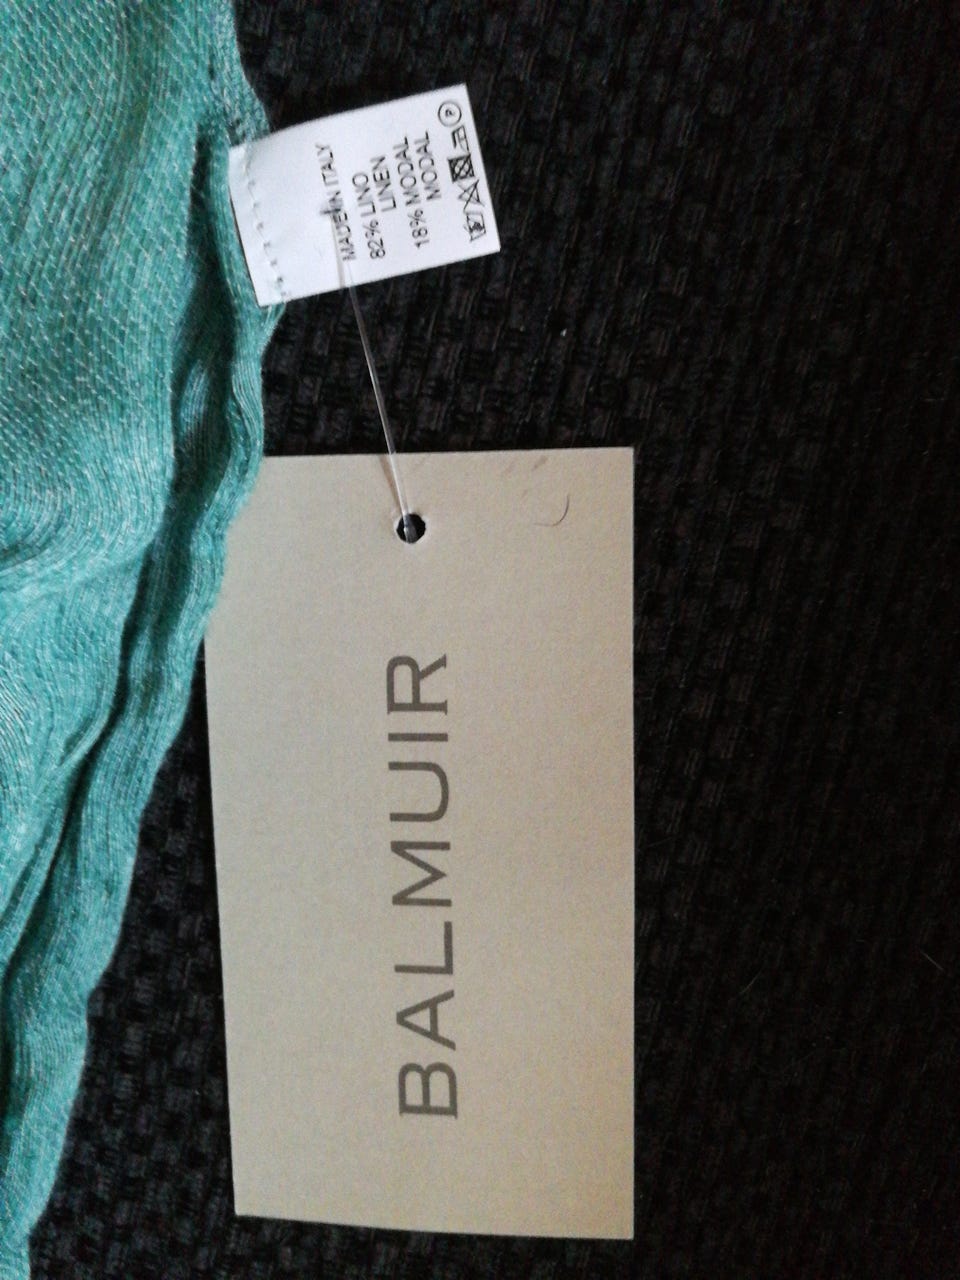 MADE IN ITALY
82% LINO
LINEN
18% MODAL
MODAL
P
BALMUIR